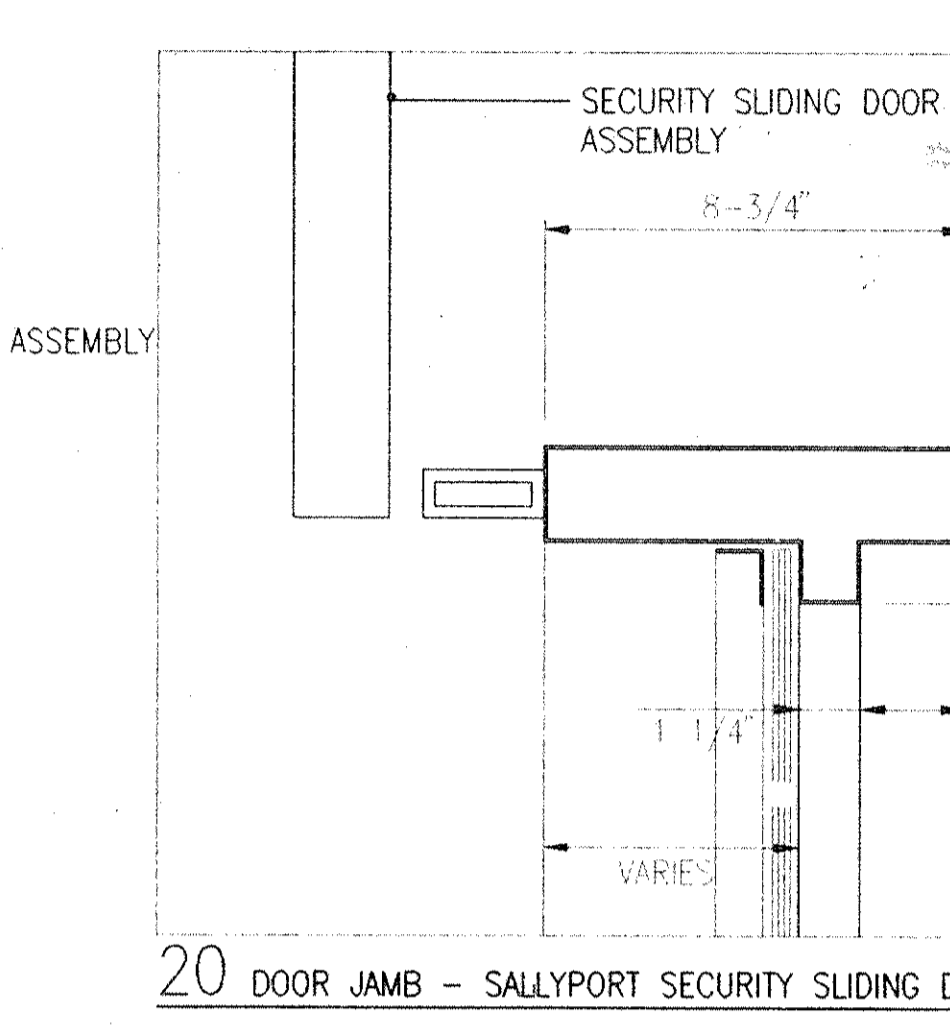 SECURITY SLIDING DOOR
ASSEMBLY
8-3/4"
ASSEMBLY
1 1/4"
VARIES
20 DOOR JAMB - SALLYPORT SECURITY SLIDING